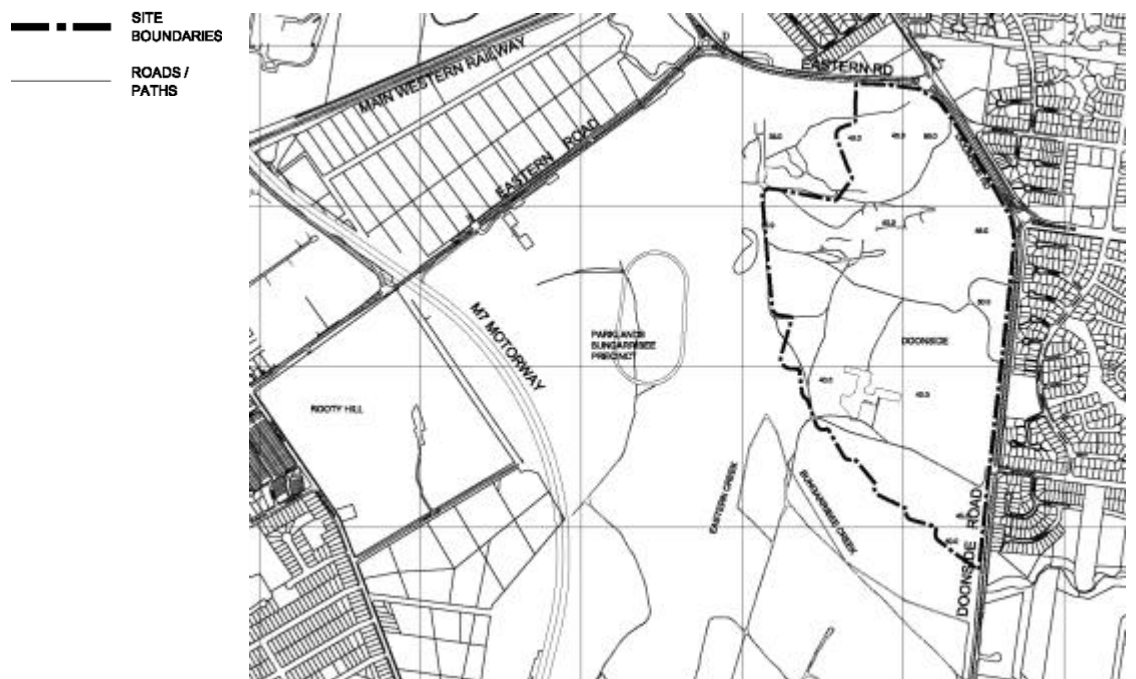 SITE
BOUNDARIES
ROADS /
PATHS
MAIN WESTERN RAILWAY
EASTERN RD
EASTERN ROAD
M7 MOTORWAY
PARKLANDS
BUNGARRIBEE
PRECINCT
DOONSIDE
ROOTY HILL
EASTERN CREEK
BUNGARRIBEE CREEK
DOONSIDE ROAD